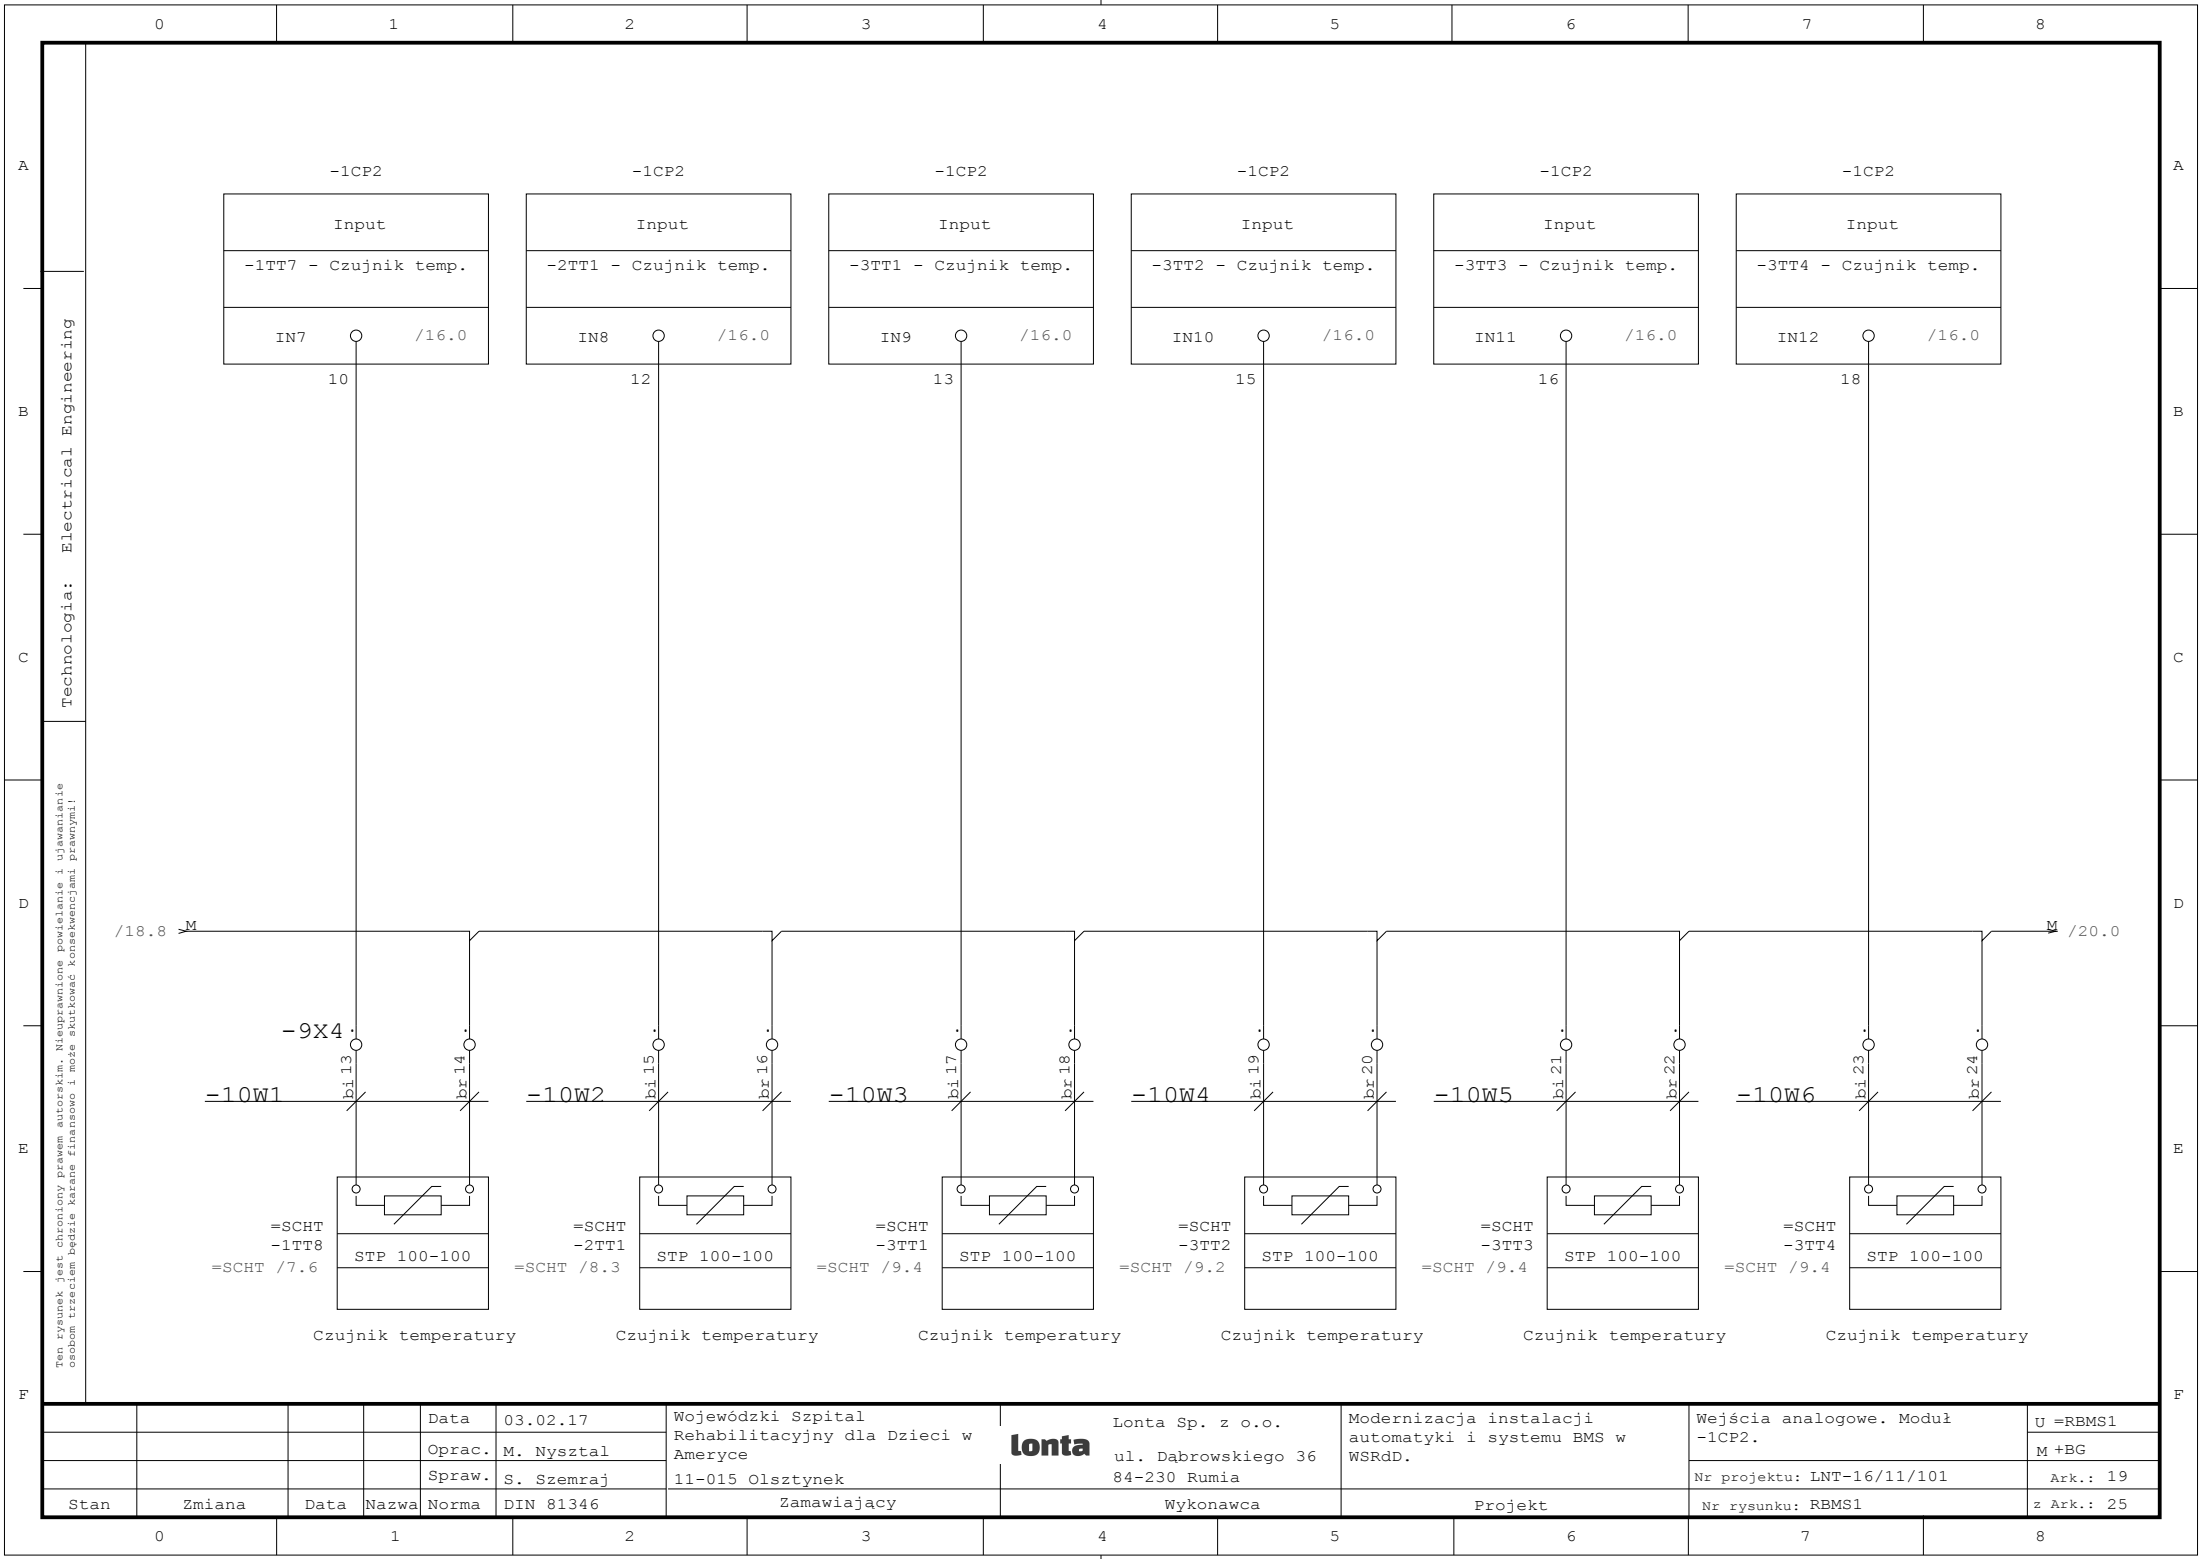 0 1 2 3 4 5 6 7 8
A A
B B
C C
D D
E E
F F
Technologia: Electrical Engineering
Ten rysunek jest chroniony prawem autorskim. Nieuprawnione powielanie i ujawanianie
osobom trzeciem będzie karane finansowo i może skutkować konsekwencjami prawnymi!
-1CP2 -1CP2 -1CP2 -1CP2 -1CP2 -1CP2
Input Input Input Input Input Input
-1TT7 - Czujnik temp. -2TT1 - Czujnik temp. -3TT1 - Czujnik temp. -3TT2 - Czujnik temp. -3TT3 - Czujnik temp. -3TT4 - Czujnik temp.
IN7 /16.0 IN8 /16.0 IN9 /16.0 IN10 /16.0 IN11 /16.0 IN12 /16.0
10 12 13 15 16 18
/18.8 M M /20.0
-9X4
bi 13 br 14 bi 15 br 16 bi 17 br 18 bi 19 br 20 bi 21 br 22 bi 23 br 24
-10W1 -10W2 -10W3 -10W4 -10W5 -10W6
=SCHT =SCHT =SCHT =SCHT =SCHT =SCHT
-1TT8 -2TT1 -3TT1 -3TT2 -3TT3 -3TT4
STP 100-100 STP 100-100 STP 100-100 STP 100-100 STP 100-100 STP 100-100
=SCHT /7.6 =SCHT /8.3 =SCHT /9.4 =SCHT /9.2 =SCHT /9.4 =SCHT /9.4
Czujnik temperatury Czujnik temperatury Czujnik temperatury Czujnik temperatury Czujnik temperatury Czujnik temperatury
Data 03.02.17
Oprac. M. Nysztal
Spraw. S. Szemraj
Stan Zmiana Data Nazwa Norma DIN 81346
Wojewódzki Szpital
Rehabilitacyjny dla Dzieci w
Ameryce
11-015 Olsztynek
Zamawiający
lonta
Lonta Sp. z o.o.
ul. Dąbrowskiego 36
84-230 Rumia
Wykonawca
Modernizacja instalacji
automatyki i systemu BMS w
WSRdD.
Projekt
Wejścia analogowe. Moduł
-1CP2.
Nr projektu: LNT-16/11/101
Nr rysunku: RBMS1
U =RBMS1
M +BG
Ark.: 19
z Ark.: 25
0 1 2 3 4 5 6 7 8